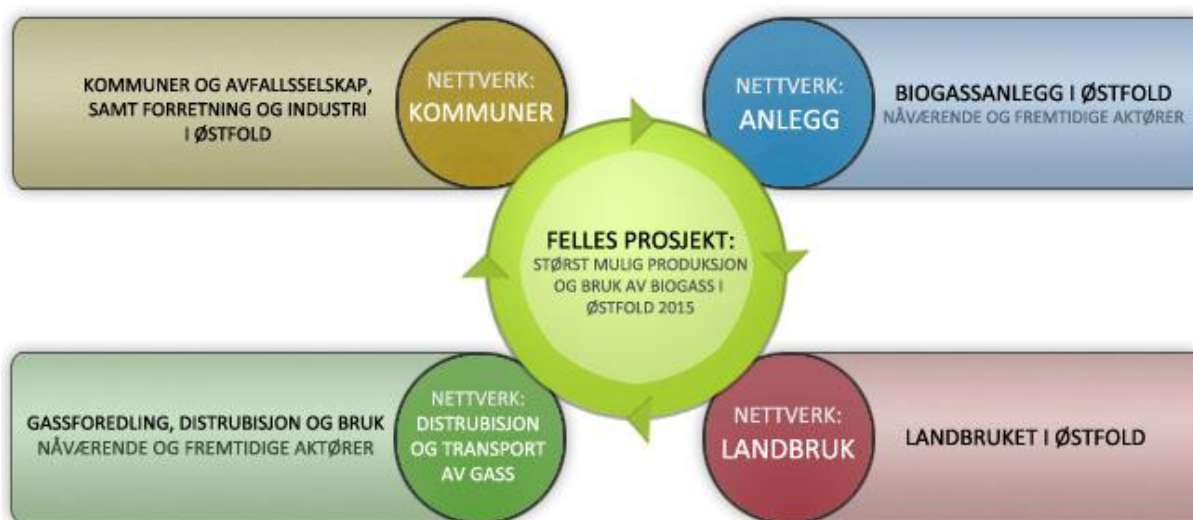 KOMMUNER OG AVFALLSSELSKAP,
SAMT FORRETNING OG INDUSTRI
I ØSTFOLD
NETTVERK:
KOMMUNER
NETTVERK:
ANLEGG
BIOGASSANLEGG I ØSTFOLD
NÅVÆRENDE OG FREMTIDIGE AKTØRER
FELLES PROSJEKT:
STØRST MULIG PRODUKSJON
OG BRUK AV BIOGASS I
ØSTFOLD 2015
GASSFOREDLING, DISTRUBISJON OG BRUK
NÅVÆRENDE OG FREMTIDIGE AKTØRER
NETTVERK:
DISTRUBISJON
OG TRANSPORT
AV GASS
NETTVERK:
LANDBRUK
LANDBRUKET I ØSTFOLD